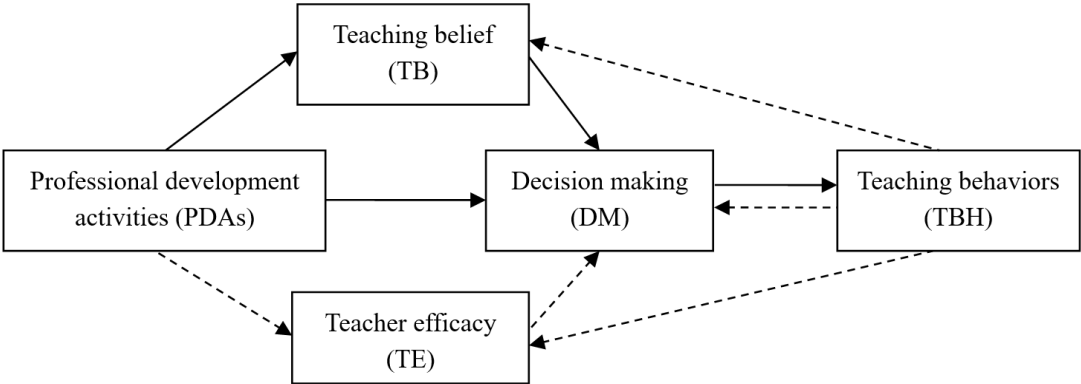 Teaching belief
(TB)
Professional development
activities (PDAs)
Decision making
(DM)
Teaching behaviors
(TBH)
Teacher efficacy
(TE)